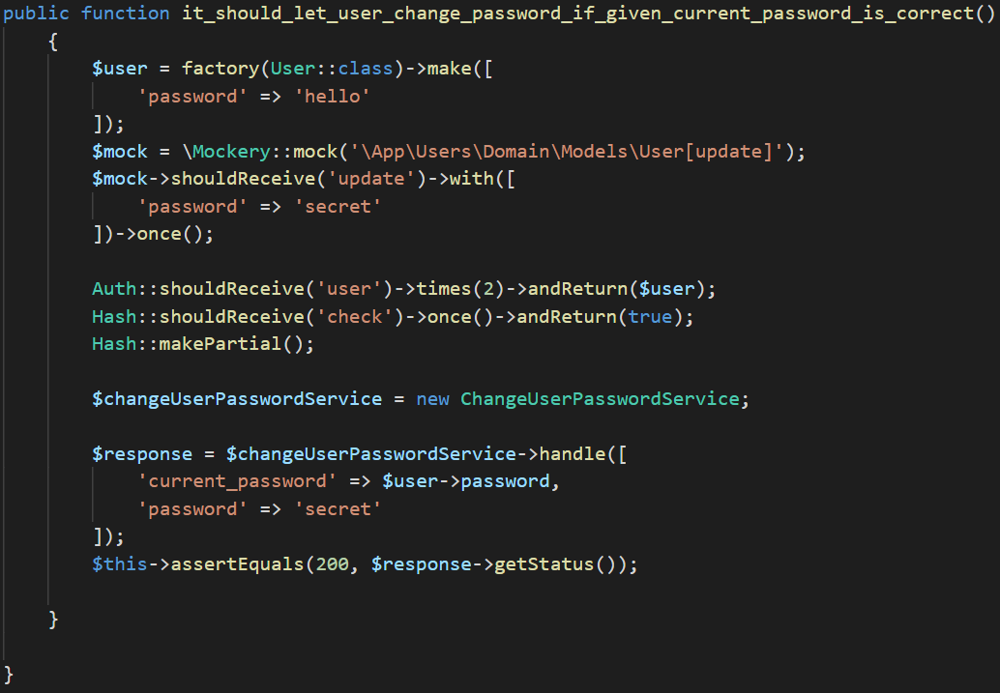 public function it_should_let_user_change_password_if_given_current_password_is_correct()
{
$user = factory(User::class)->make([
'password' => 'hello'
]);
$mock = \Mockery::mock('\App\Users\Domain\Models\User[update]');
$mock->shouldReceive('update')->with([
'password' => 'secret'
])->once();
Auth::shouldReceive('user')->times(2)->andReturn($user);
Hash::shouldReceive('check')->once()->andReturn(true);
Hash::makePartial();
$changeUserPasswordService = new ChangeUserPasswordService;
$response = $changeUserPasswordService->handle([
'current_password' => $user->password,
'password' => 'secret'
]);
$this->assertEquals(200, $response->getStatus());
}
}